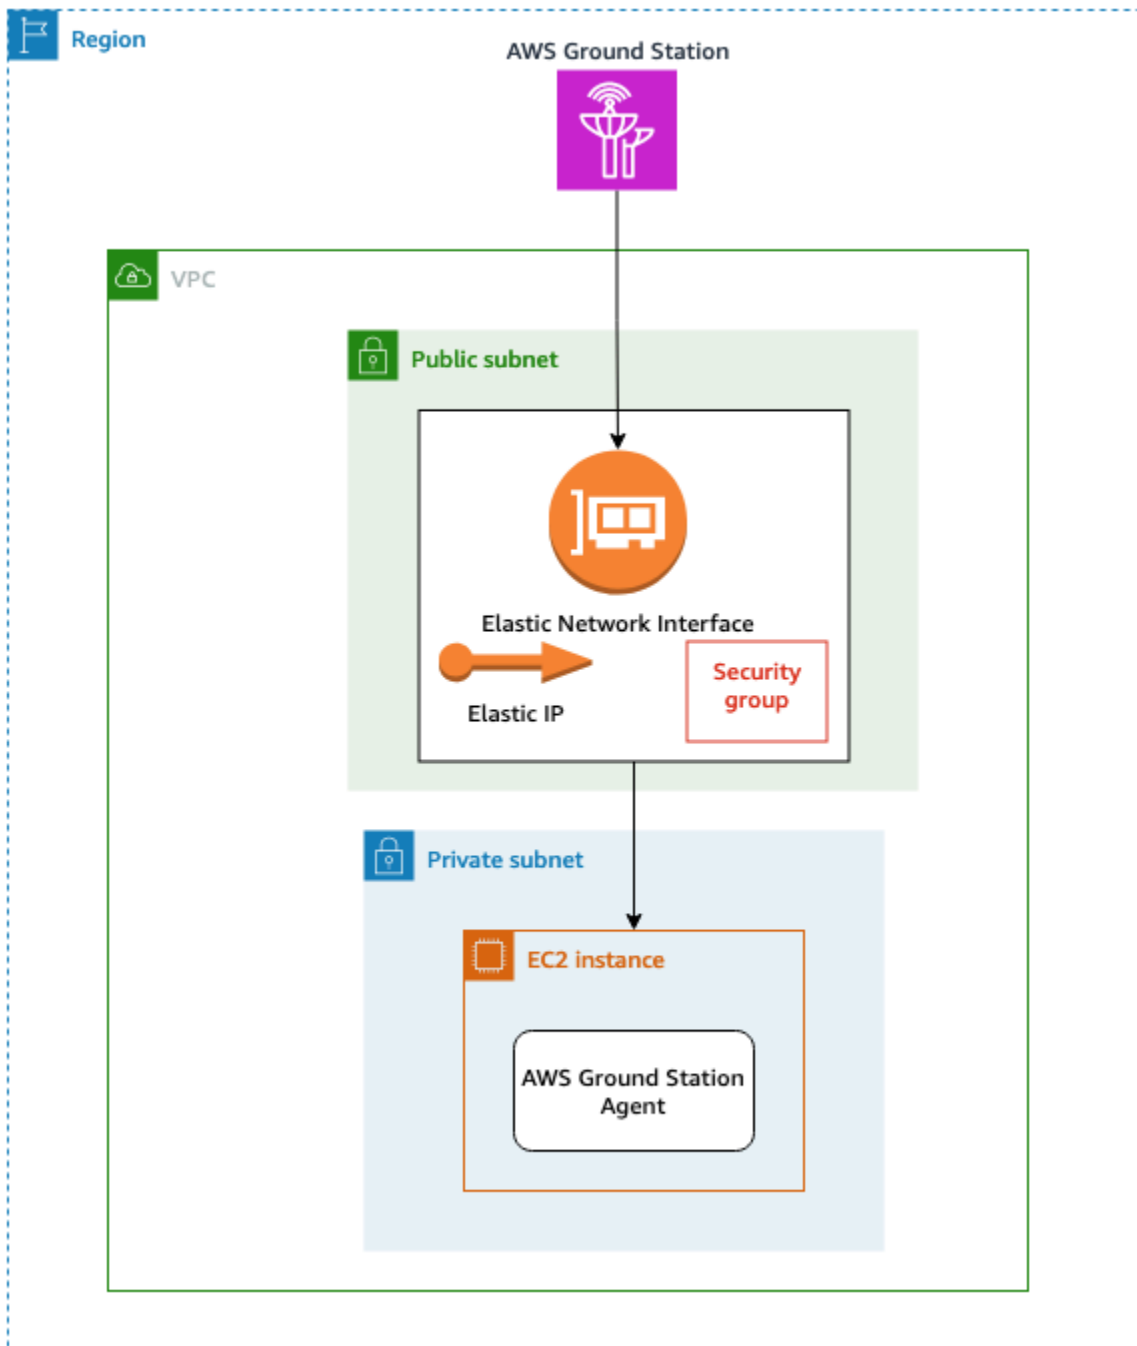 Region
AWS Ground Station
VPC
Public subnet
Elastic Network Interface
Elastic IP
Security
group
Private subnet
EC2 instance
AWS Ground Station
Agent